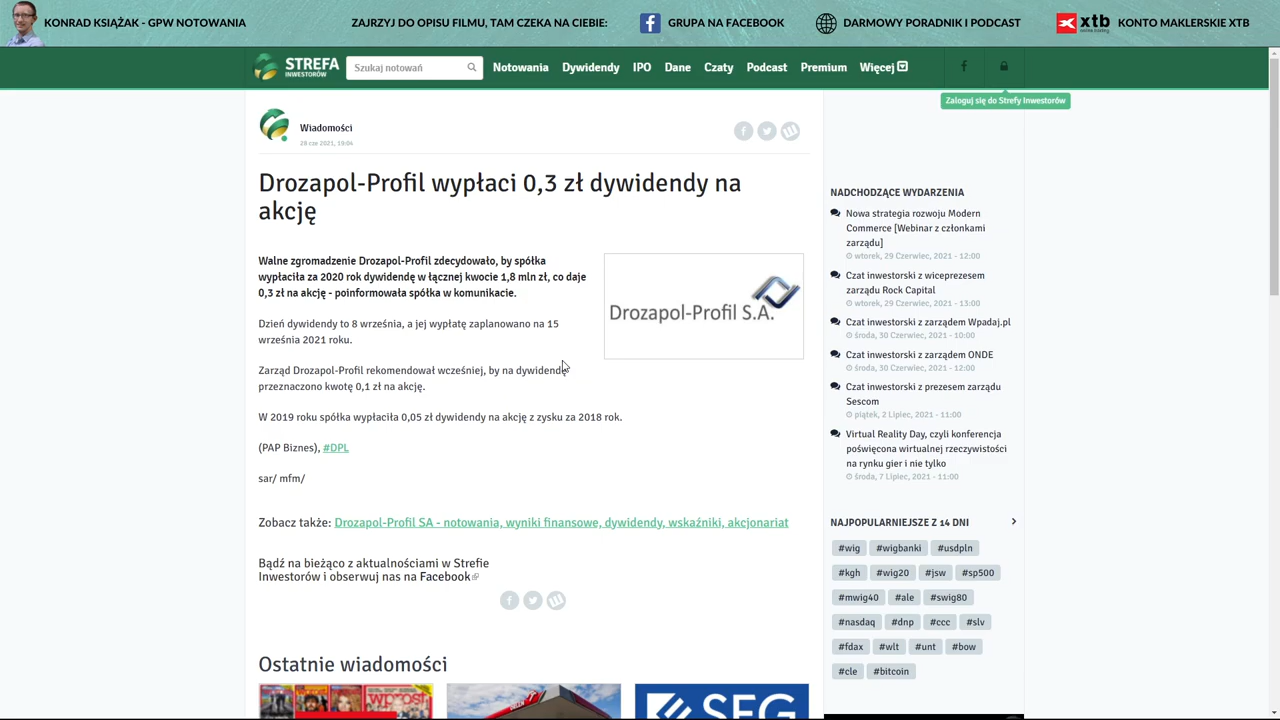 KONRAD KSIĄŻAK - GPW NOTOWANIA
ZAJRZYJ DO OPISU FILMU, TAM CZEKA NA CIEBIE:
GRUPA NA FACEBOOK
DARMOWY PORADNIK I PODCAST
xtb
online trading
KONTO MAKLERSKIE XTB
STREFA
INWESTORÓW
Szukaj notowań
Notowania
Dywidendy
IPO
Dane
Czaty
Podcast
Premium
Więcej
Zaloguj się do Strefy Inwestorów
Wiadomości
29 cze 2021, 19:04
Drozapol-Profil wypłaci 0,3 zł dywidendy na
akcję
Walne zgromadzenie Drozapol-Profil zdecydowało, by spółka
wypłaciła za 2020 rok dywidendę w łącznej kwocie 1,8 mln zł, co daje
0,3 zł na akcję - poinformowała spółka w komunikacie.
Drozapol-Profil S.A.
Dzień dywidendy to 8 września, a jej wypłatę zaplanowano na 15
września 2021 roku.
Zarząd Drozapol-Profil rekomendował wcześniej, by na dywidendę
przeznaczono kwotę 0,1 zł na akcję.
W 2019 roku spółka wypłaciła 0,05 zł dywidendy na akcję z zysku za 2018 rok.
(PAP Biznes), #DPL
sar/ mfm/
Zobacz także: Drozapol-Profil SA - notowania, wyniki finansowe, dywidendy, wskaźniki, akcjonariat
Bądź na bieżąco z aktualnościami w Strefie
Inwestorów i obserwuj nas na Facebook
Ostatnie wiadomości
wprost
SEG
NADCHODZĄCE WYDARZENIA
Nowa strategia rozwoju Modern
Commerce [Webinar z członkami
zarządu]
wtorek, 29 Czerwiec, 2021 - 12:00
Czat inwestorski z wiceprezesem
zarządu Rock Capital
wtorek, 29 Czerwiec, 2021 - 13:00
Czat inwestorski z zarządem Wpadaj.pl
środa, 30 Czerwiec, 2021 - 10:00
Czat inwestorski z zarządem ONDE
środa, 30 Czerwiec, 2021 - 12:00
Czat inwestorski z prezesem zarządu
Sescom
piątek, 2 Lipiec, 2021 - 11:00
Virtual Reality Day, czyli konferencja
poświęcona wirtualnej rzeczywistości
na rynku gier i nie tylko
środa, 7 Lipiec, 2021 - 11:00
NAJPOPULARNIEJSZE Z 14 DNI
#wig #wigbanki #usdpln
#kgh #wig20 #jsw #sp500
#mwig40 #ale #swig80
#nasdaq #dnp #ccc #slv
#fdax #wlt #unt #bow
#cle #bitcoin